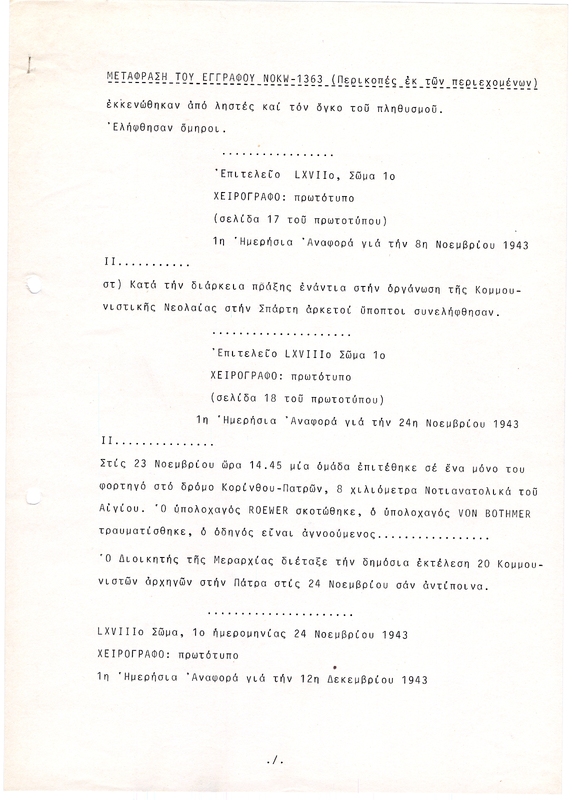 ΜΕΤΑΦΡΑΣΗ ΤΟΥ ΕΓΓΡΑΦΟΥ NOKW-1363 (Περικοπές ἐκ τῶν περιεχομένων)
ἐκκενώθηκαν ἀπό ληστές καί τόν ὄγκο τοῦ πληθυσμοῦ.
Ἐλήφθησαν ὅμηροι.
.................
Ἐπιτελεῖο LXVIIο, Σῶμα 1ο
ΧΕΙΡΟΓΡΑΦΟ: πρωτότυπο
(σελίδα 17 τοῦ πρωτοτύπου)
1η Ἡμερήσια Ἀναφορά γιά τήν 8η Νοεμβρίου 1943
II...........
στ) Κατά τήν διάρκεια πράξης ἐνάντια στήν ὀργάνωση τῆς Κομμου-
νιστικῆς Νεολαίας στήν Σπάρτη ἀρκετοί ὕποπτοι συνελήφθησαν.
.....................
Ἐπιτελεῖο LXVIIIο Σῶμα 1ο
ΧΕΙΡΟΓΡΑΦΟ: πρωτότυπο
(σελίδα 18 τοῦ πρωτοτύπου)
1η Ἡμερήσια Ἀναφορά γιά τήν 24η Νοεμβρίου 1943
II...............
Στίς 23 Νοεμβρίου ὥρα 14.45 μία ὁμάδα ἐπιτέθηκε σέ ἕνα μόνο του
φορτηγό στό δρόμο Κορίνθου-Πατρῶν, 8 χιλιόμετρα Νοτιανατολικά τοῦ
Αἰγίου. Ὁ ὑπολοχαγός ROEWER σκοτώθηκε, ὁ ὑπολοχαγός VON BOTHMER
τραυματίσθηκε, ὁ ὁδηγός εἶναι ἀγνοούμενος.................
Ὁ Διοικητής τῆς Μεραρχίας διέταξε τήν δημόσια ἐκτέλεση 20 Κομμου-
νιστῶν ἀρχηγῶν στήν Πάτρα στίς 24 Νοεμβρίου σάν ἀντίποινα.
......................
LXVIIIο Σῶμα, 1ο ἡμερομηνίας 24 Νοεμβρίου 1943
ΧΕΙΡΟΓΡΑΦΟ: πρωτότυπο
1η Ἡμερήσια Ἀναφορά γιά τήν 12η Δεκεμβρίου 1943
./.